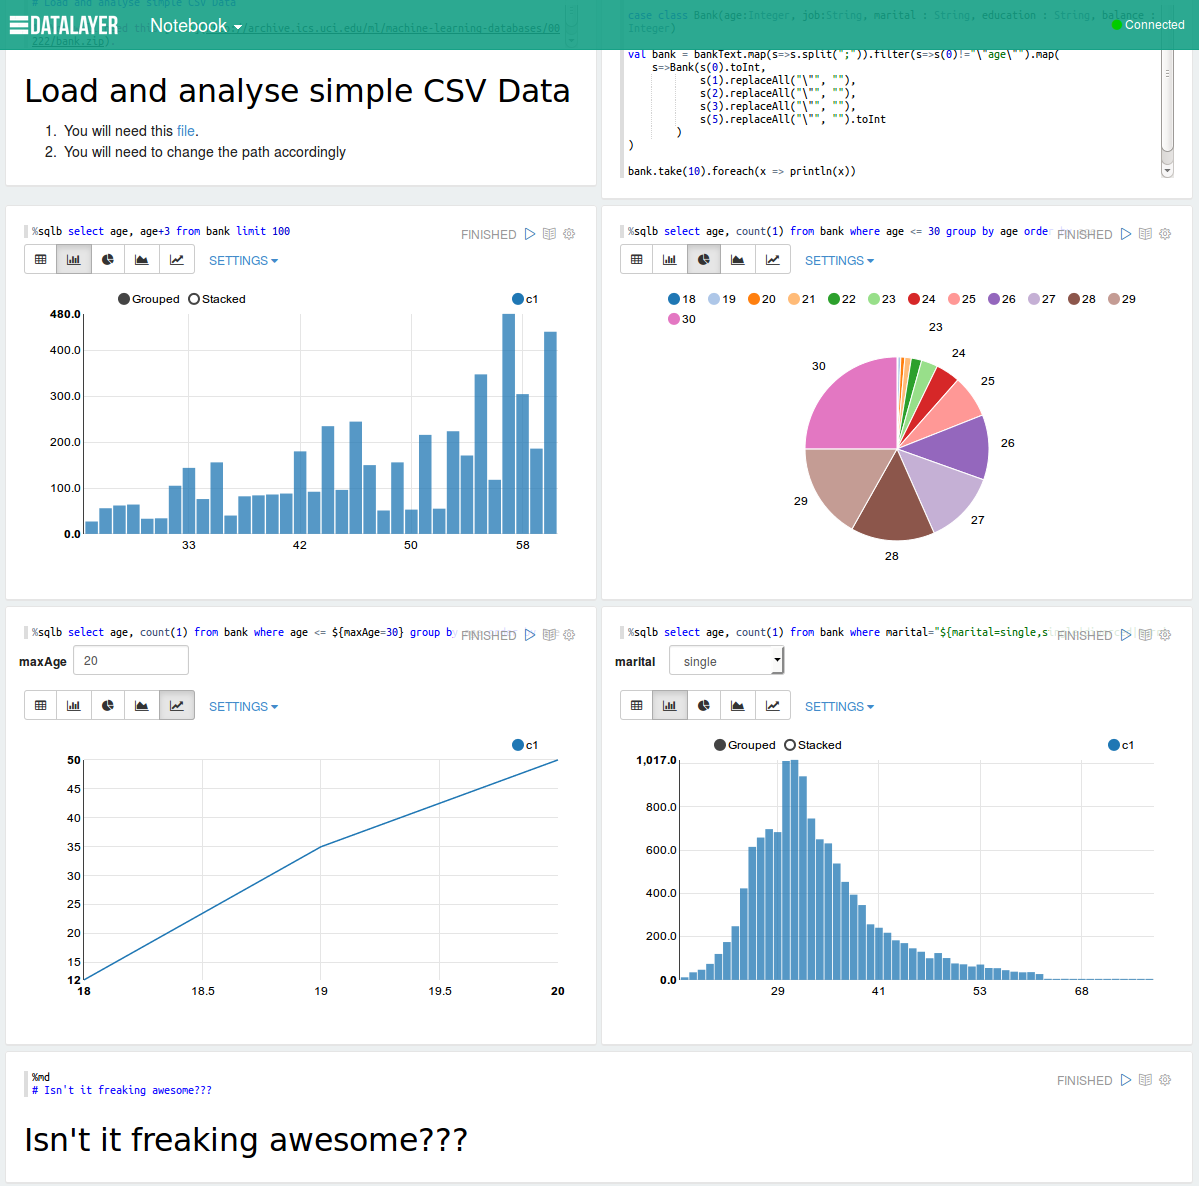 DATALAYER Notebook Connected
# Load and analyse simple CSV Data
archive.ics.uci.edu/ml/machine-learning-databases/00
222/bank.zip).
Load and analyse simple CSV Data
1. You will need this file.
2. You will need to change the path accordingly
case class Bank(age:Integer, job:String, marital : String, education : String, balance :
Integer)
val bank = bankText.map(s=>s.split(";")).filter(s=>s(0)!="\"age\"").map(
s=>Bank(s(0).toInt,
s(1).replaceAll("\"", ""),
s(2).replaceAll("\"", ""),
s(3).replaceAll("\"", ""),
s(5).replaceAll("\"", "").toInt
)
)
bank.take(10).foreach(x => println(x))
%sqlb select age, age+3 from bank limit 100
FINISHED
SETTINGS
Grouped Stacked c1
480.0
400.0
300.0
200.0
100.0
0.0
33 42 50 58
%sqlb select age, count(1) from bank where age <= 30 group by age orde
FINISHED
SETTINGS
18 19 20 21 22 23 24 25 26 27 28 29
30
23
24
30
25
26
29
27
28
%sqlb select age, count(1) from bank where age <= ${maxAge=30} group by
FINISHED
maxAge 20
SETTINGS
c1
50
45
40
35
30
25
20
15
12
18 18.5 19 19.5 20
%sqlb select age, count(1) from bank where marital="${marital=single,s
FINISHED
marital single
SETTINGS
Grouped Stacked c1
1,017.0
800.0
600.0
400.0
200.0
0.0
29 41 53 68
%md
# Isn't it freaking awesome???
FINISHED
Isn't it freaking awesome???